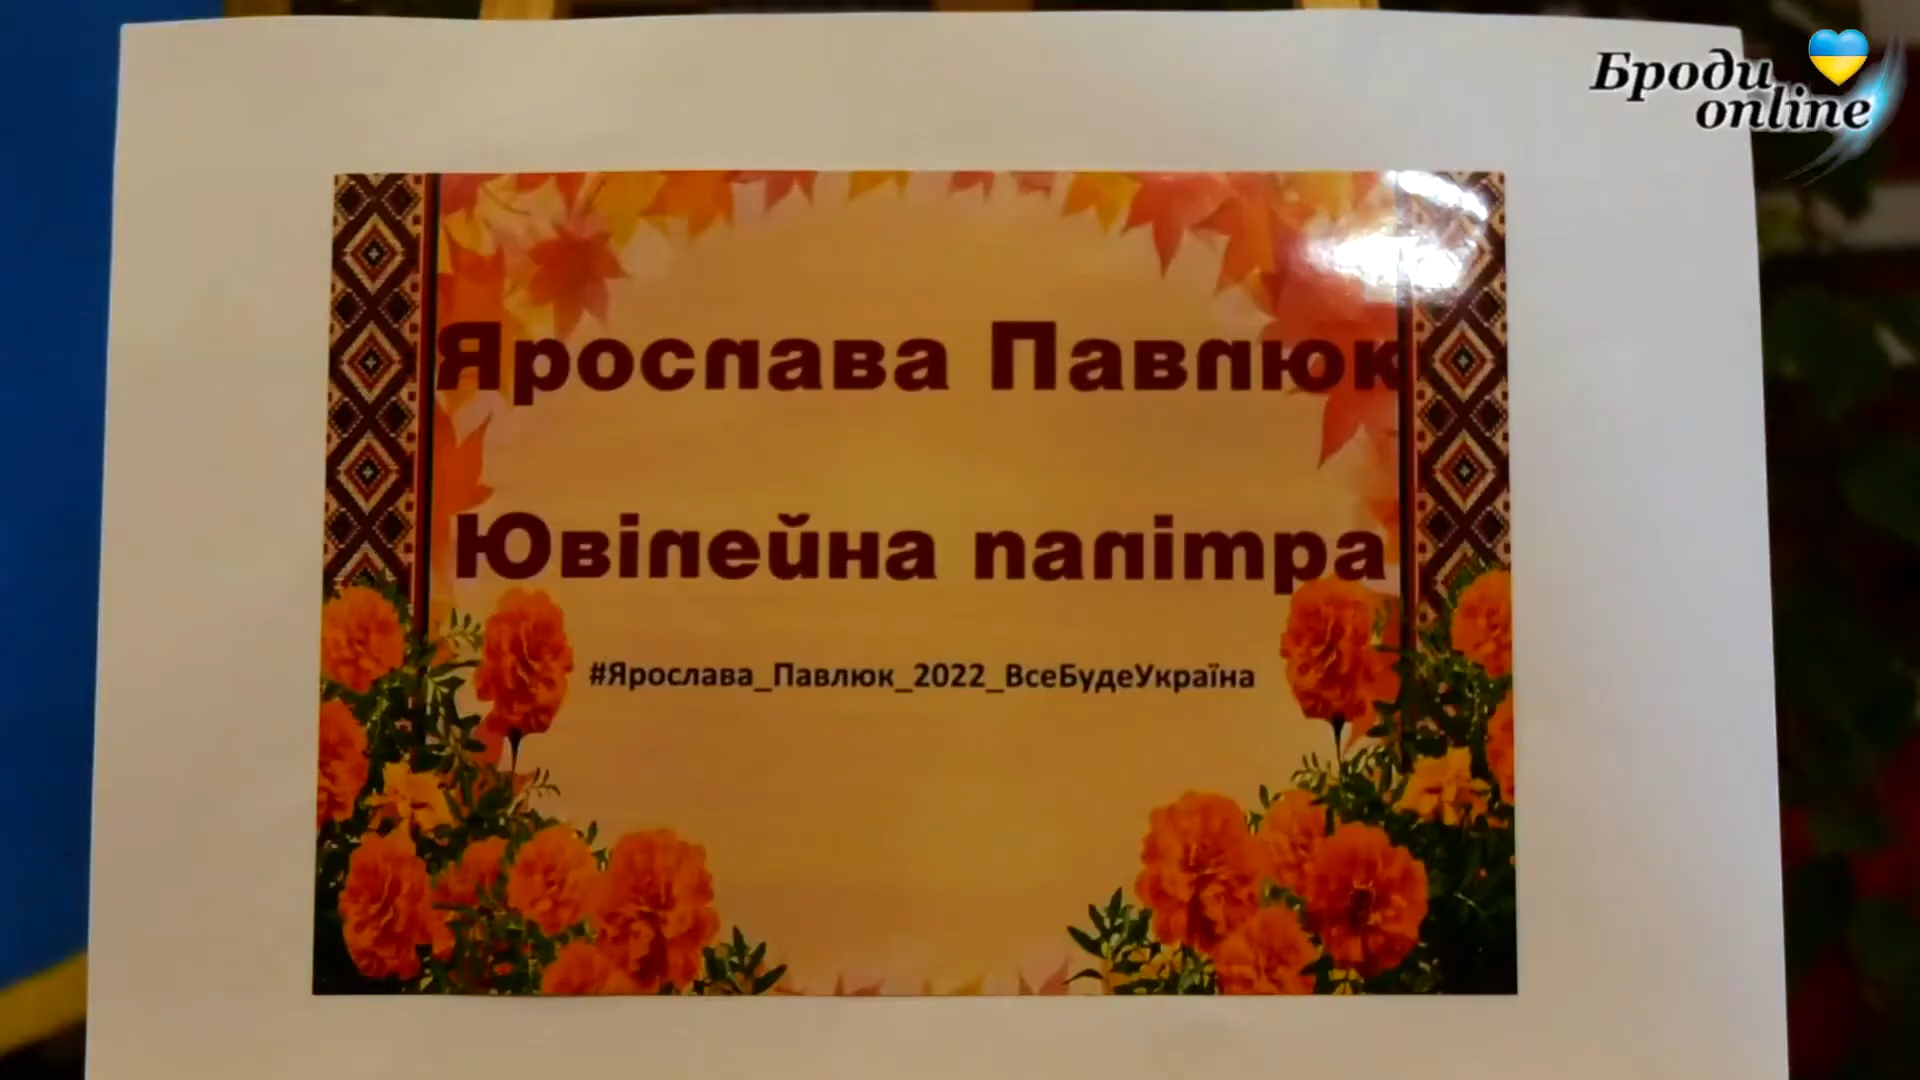 Броди
online
Ярослава Павлюк
Ювілейна палітра
#Ярослава_Павлюк_2022_ВсеБудеУкраїна